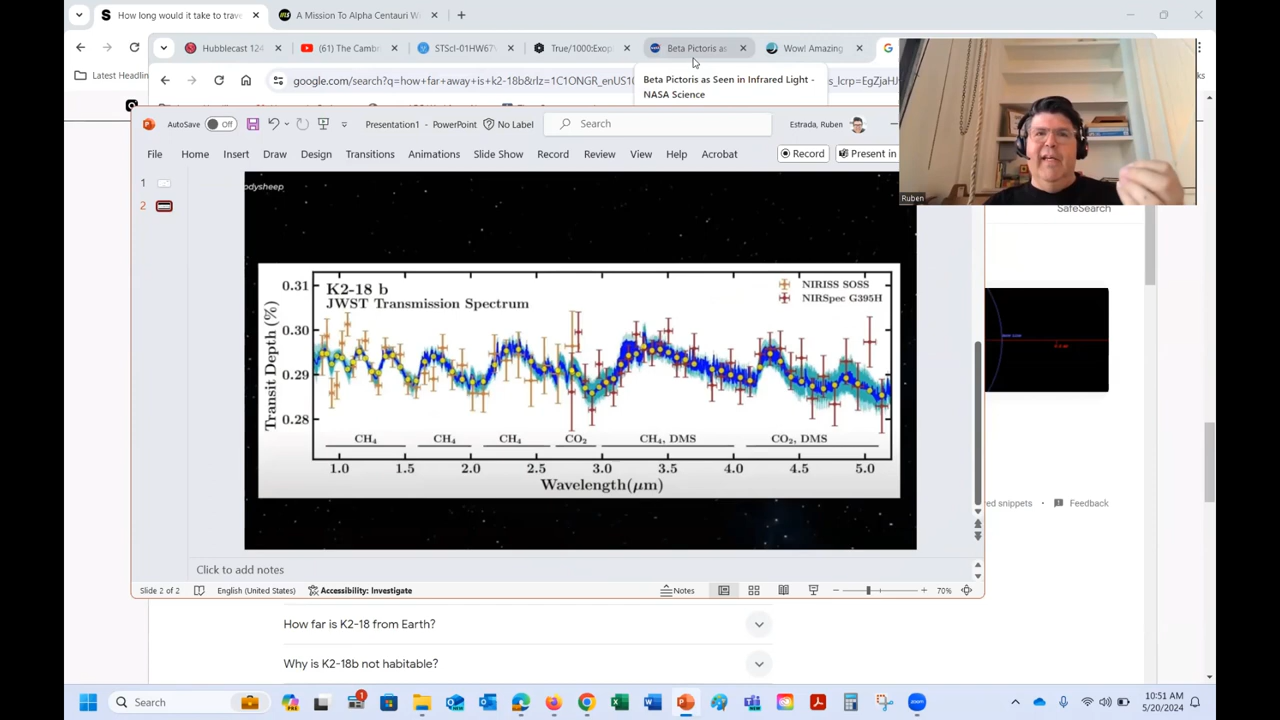 How long would it take to trave
A Mission To Alpha Centauri W
Hubblecast 124
(61) The Cambr
STScI-01HW67V
True/1000:Exop
Beta Pictoris as
Wow! Amazing
Latest Headlin
google.com/search?q=how+far+away+is+k2-18b&rlz=1C1ONGR_enUS10
_lcrp=EgZjaHJ
Beta Pictoris as Seen in Infrared Light -
NASA Science
AutoSave
Off
Presentation1 - PowerPoint
No Label
Search
Estrada, Ruben
File
Home
Insert
Draw
Design
Transitions
Animations
Slide Show
Record
Review
View
Help
Acrobat
Record
Present in
Ruben
SafeSearch
1
2
odysheep
K2-18 b
JWST Transmission Spectrum
NIRISS SOSS
NIRSpec G395H
Transit Depth (%)
0.31
0.30
0.29
0.28
CH₄
CH₄
CH₄
CO₂
CH₄, DMS
CO₂, DMS
1.0
1.5
2.0
2.5
3.0
3.5
4.0
4.5
5.0
Wavelength(μm)
ed snippets
Feedback
Click to add notes
Slide 2 of 2
English (United States)
Accessibility: Investigate
Notes
70%
How far is K2-18 from Earth?
Why is K2-18b not habitable?
Search
1
10:51 AM
5/20/2024